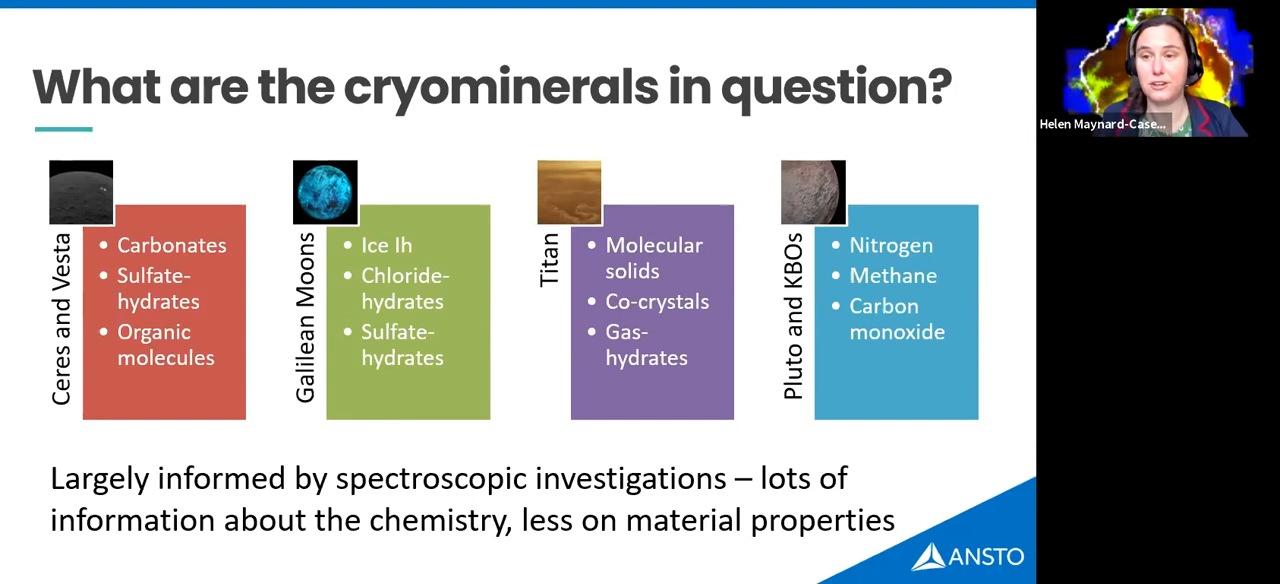 What are the cryominerals in question?
Helen Maynard-Case...
Ceres and Vesta
• Carbonates
• Sulfate-
hydrates
• Organic
molecules
Galilean Moons
• Ice Ih
• Chloride-
hydrates
• Sulfate-
hydrates
Titan
• Molecular
solids
• Co-crystals
• Gas-
hydrates
Pluto and KBOs
• Nitrogen
• Methane
• Carbon
monoxide
Largely informed by spectroscopic investigations – lots of
information about the chemistry, less on material properties
ANSTO